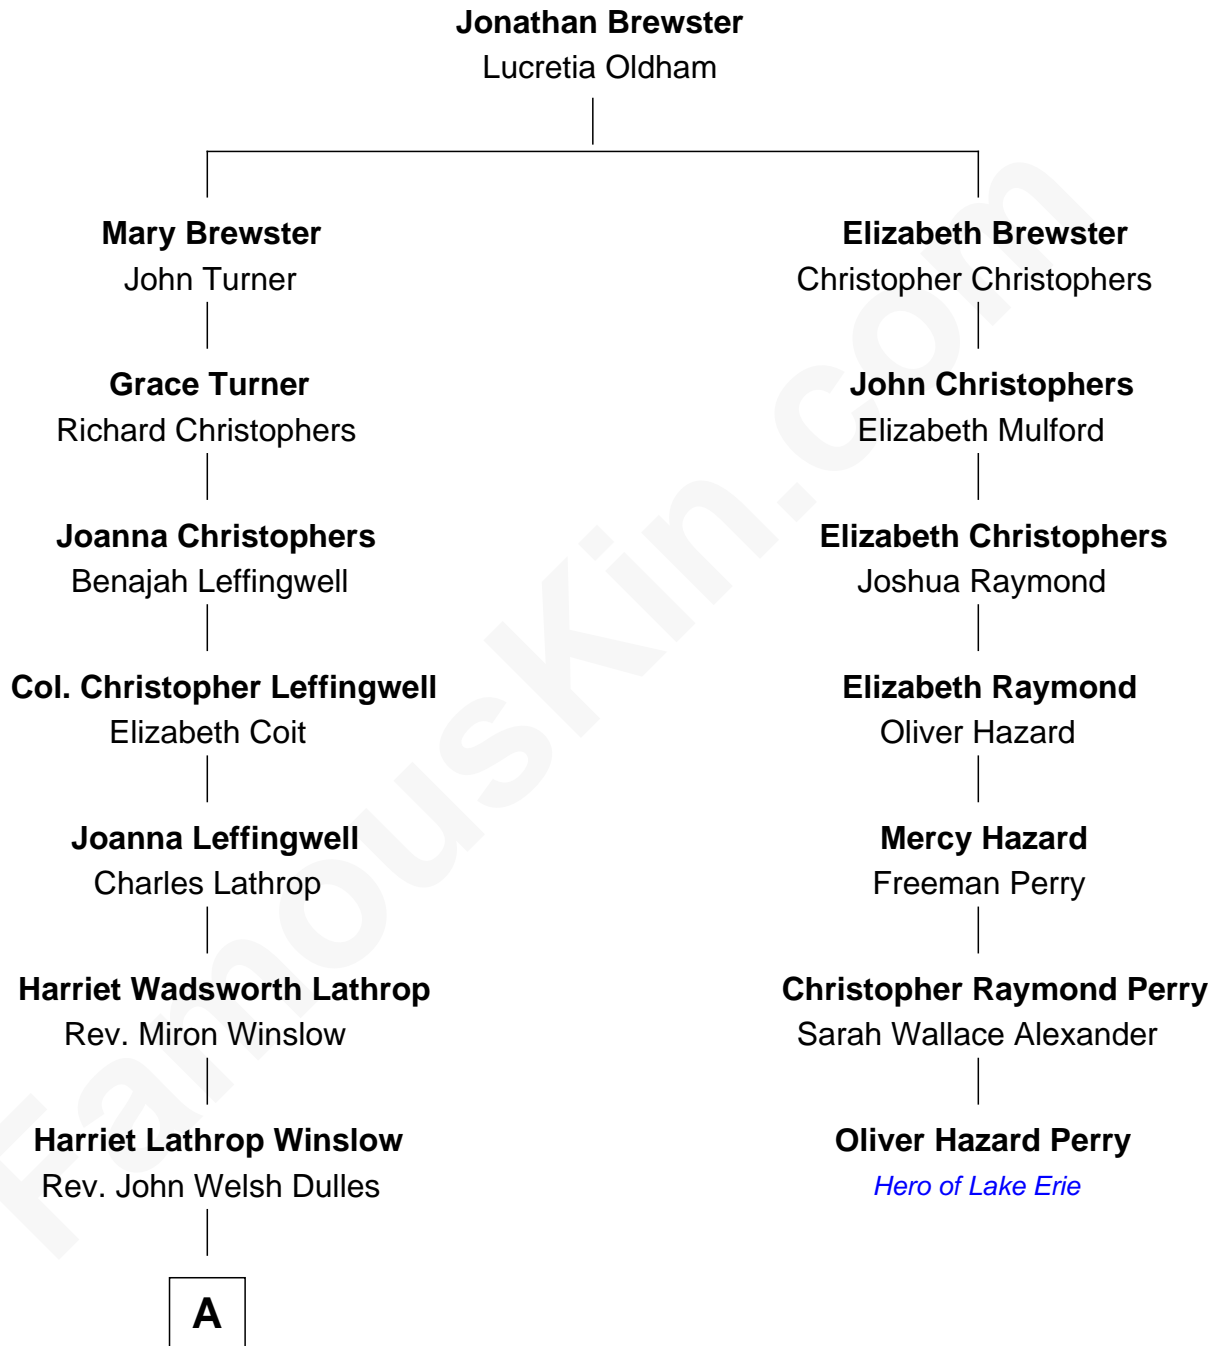 Jonathan Brewster
Lucretia Oldham
Mary Brewster
John Turner
Grace Turner
Richard Christophers
Joanna Christophers
Benajah Leffingwell
Col. Christopher Leffingwell
Elizabeth Coit
Joanna Leffingwell
Charles Lathrop
Harriet Wadsworth Lathrop
Rev. Miron Winslow
Harriet Lathrop Winslow
Rev. John Welsh Dulles
A
Elizabeth Brewster
Christopher Christophers
John Christophers
Elizabeth Mulford
Elizabeth Christophers
Joshua Raymond
Elizabeth Raymond
Oliver Hazard
Mercy Hazard
Freeman Perry
Christopher Raymond Perry
Sarah Wallace Alexander
Oliver Hazard Perry
Hero of Lake Erie
FamousKin.com